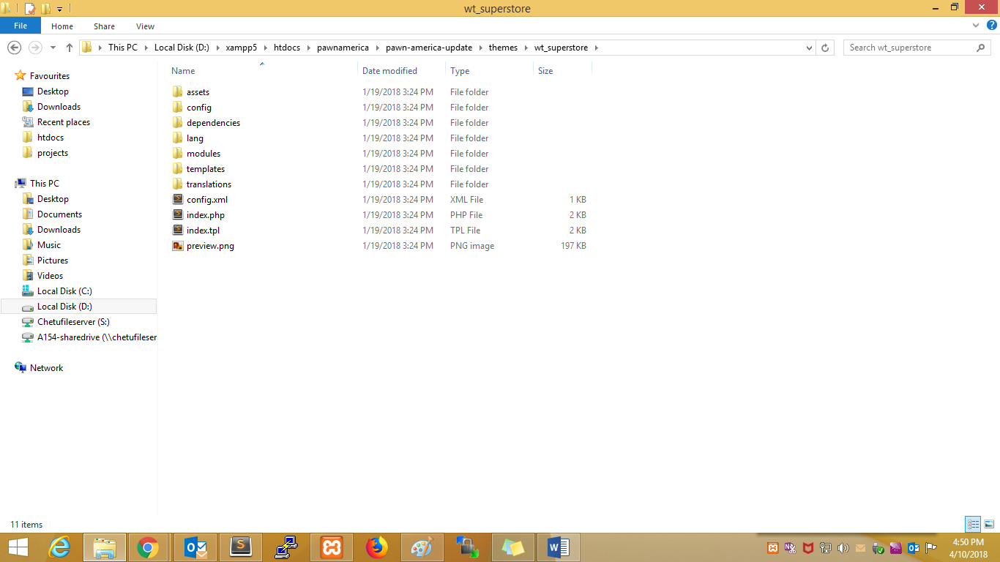 wt_superstore
File Home Share View
This PC Local Disk (D:) xampp5 htdocs pawnamerica pawn-america-update themes wt_superstore Search wt_superstore
Name Date modified Type Size
Favourites
Desktop
Downloads
Recent places
htdocs
projects
This PC
Desktop
Documents
Downloads
Music
Pictures
Videos
Local Disk (C:)
Local Disk (D:)
Chetufileserver (S:)
A154-sharedrive (\\chetufileser
Network
assets 1/19/2018 3:24 PM File folder
config 1/19/2018 3:24 PM File folder
dependencies 1/19/2018 3:24 PM File folder
lang 1/19/2018 3:24 PM File folder
modules 1/19/2018 3:24 PM File folder
templates 1/19/2018 3:24 PM File folder
translations 1/19/2018 3:24 PM File folder
config.xml 1/19/2018 3:24 PM XML File 1 KB
index.php 1/19/2018 3:24 PM PHP File 2 KB
index.tpl 1/19/2018 3:24 PM TPL File 2 KB
preview.png 1/19/2018 3:24 PM PNG image 197 KB
11 items
4:50 PM
4/10/2018